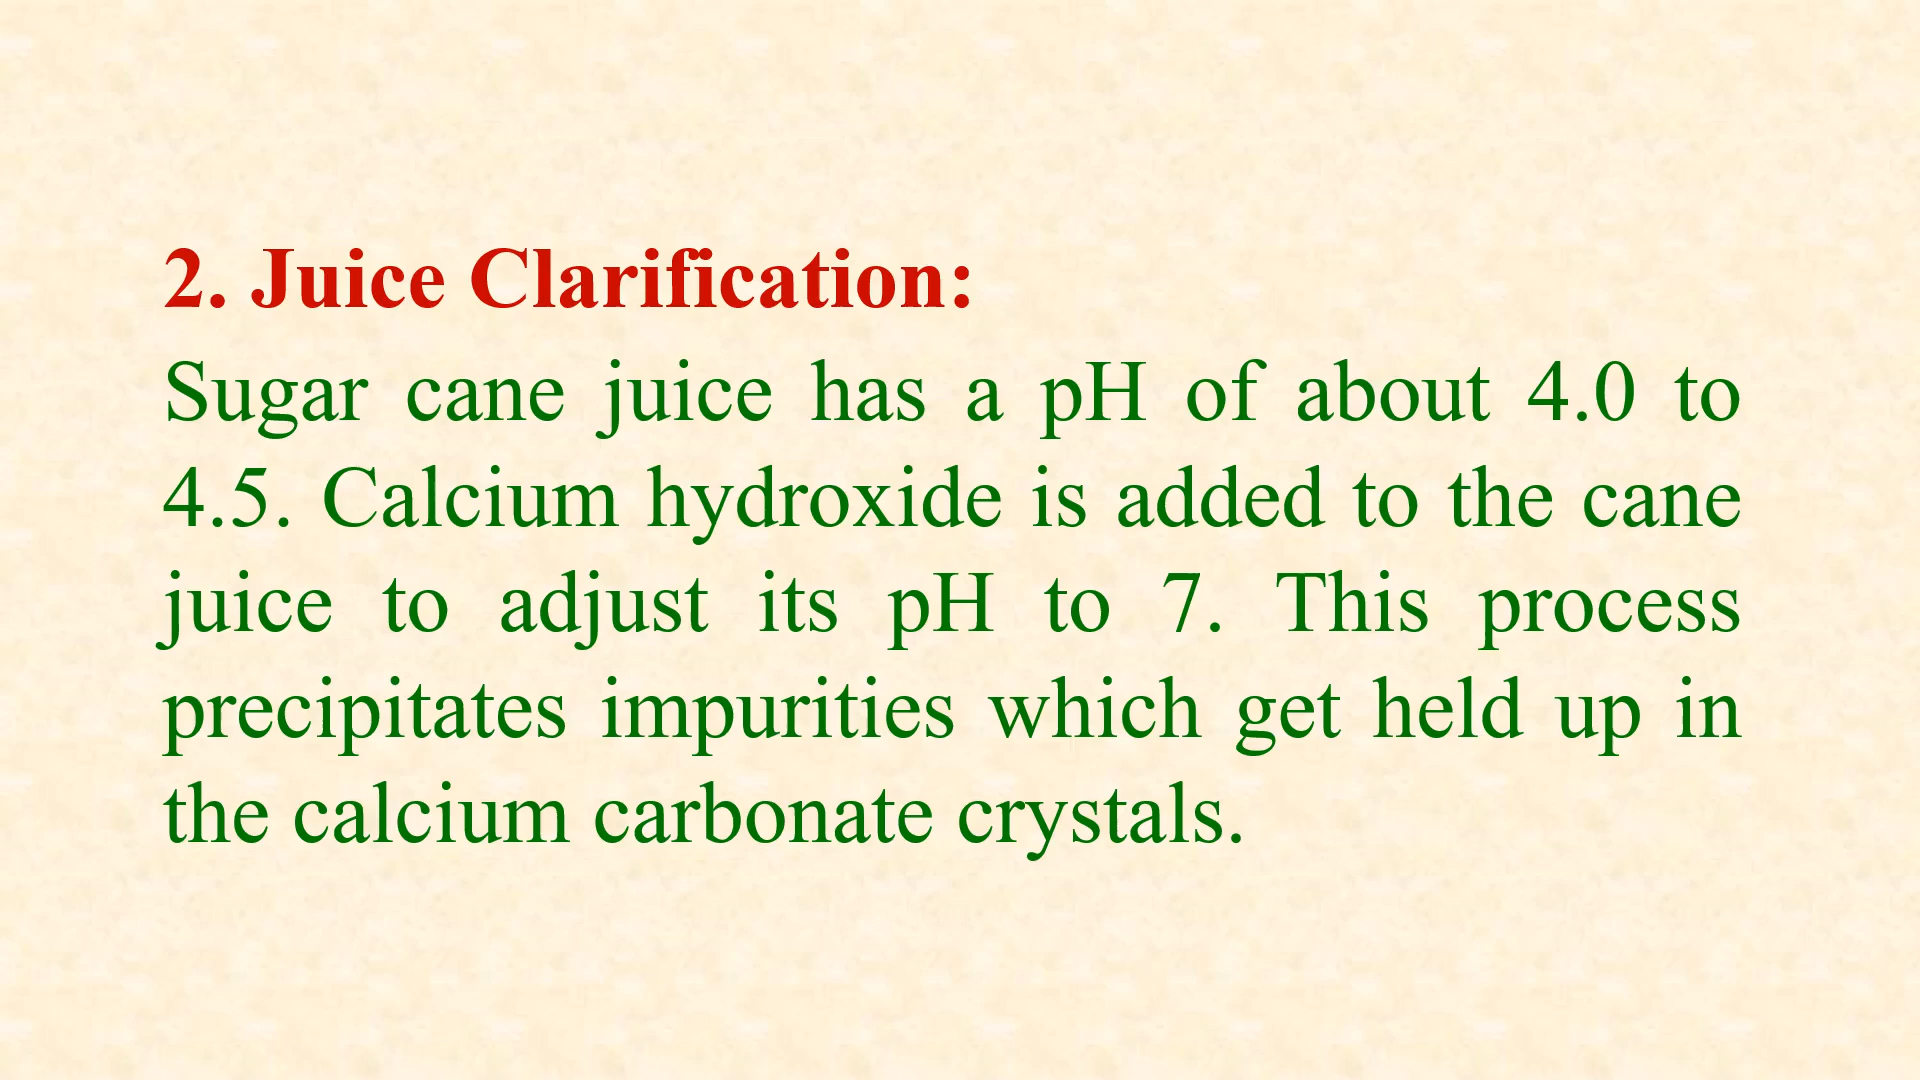 2. Juice Clarification:
Sugar cane juice has a pH of about 4.0 to
4.5. Calcium hydroxide is added to the cane
juice to adjust its pH to 7. This process
precipitates impurities which get held up in
the calcium carbonate crystals.